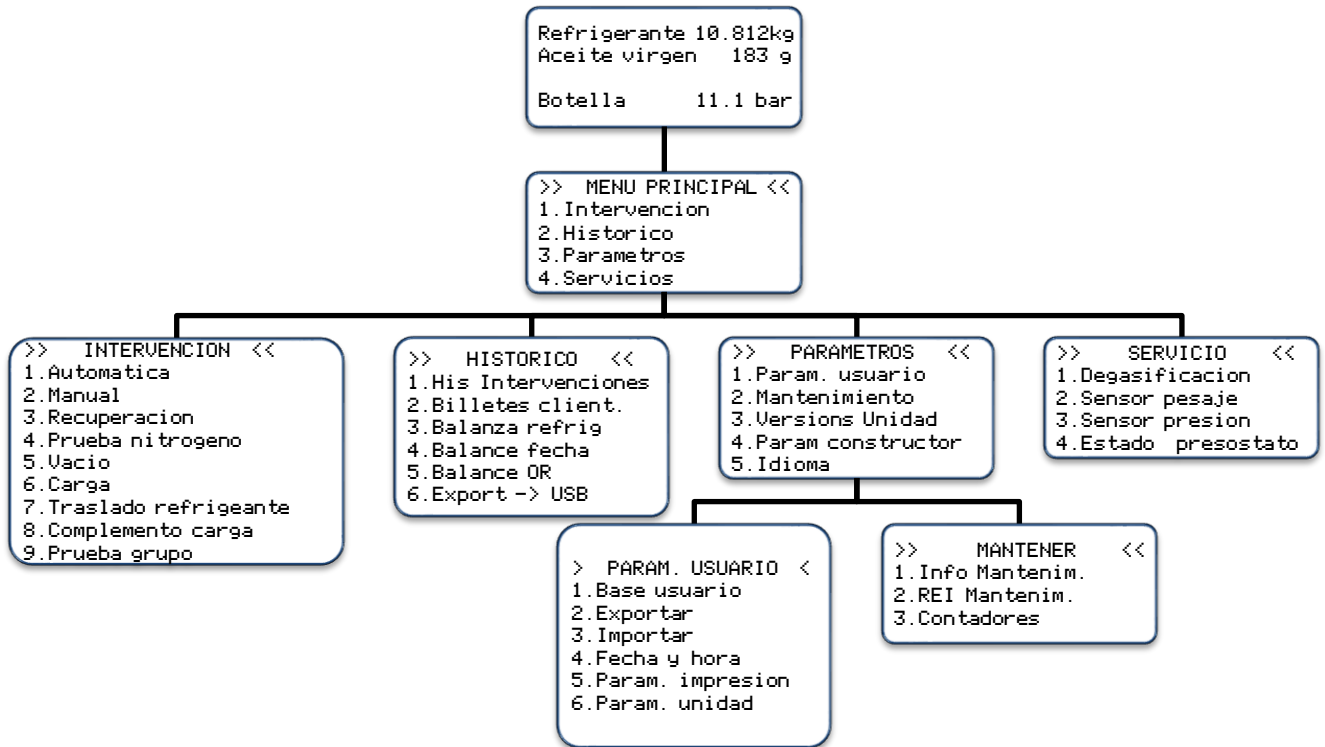 Refrigerante 10.812kg
Aceite virgen 183 g
Botella 11.1 bar
>> MENU PRINCIPAL <<
1.Intervencion
2.Historico
3.Parametros
4.Servicios
>> INTERVENCION <<
1.Automatica
2.Manual
3.Recuperacion
4.Prueba nitrogeno
5.Vacio
6.Carga
7.Traslado refrigeante
8.Complemento carga
9.Prueba grupo
>> HISTORICO <<
1.His Intervenciones
2.Billetes client.
3.Balanza refrig
4.Balance fecha
5.Balance OR
6.Export -> USB
>> PARAMETROS <<
1.Param. usuario
2.Mantenimiento
3.Versions Unidad
4.Param constructor
5.Idioma
>> SERVICIO <<
1.Degasificacion
2.Sensor pesaje
3.Sensor presion
4.Estado presostato
> PARAM. USUARIO <
1.Base usuario
2.Exportar
3.Importar
4.Fecha y hora
5.Param. impresion
6.Param. unidad
>> MANTENER <<
1.Info Mantenim.
2.REI Mantenim.
3.Contadores